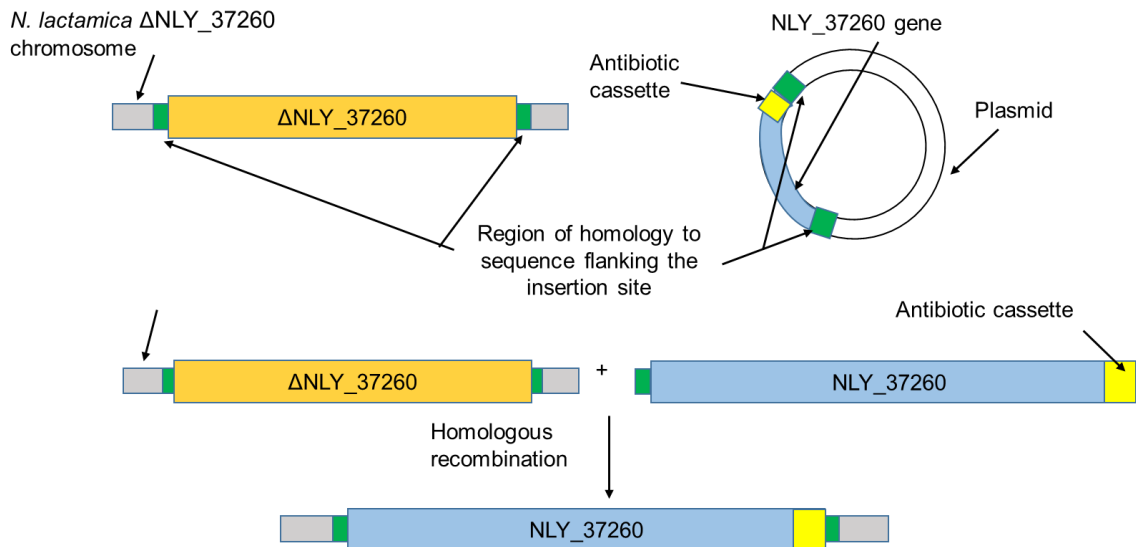 N. lactamica ΔNLY_37260
chromosome
NLY_37260 gene
Antibiotic
cassette
Plasmid
ΔNLY_37260
Region of homology to
sequence flanking the
insertion site
Antibiotic cassette
ΔNLY_37260
+
NLY_37260
Homologous
recombination
NLY_37260